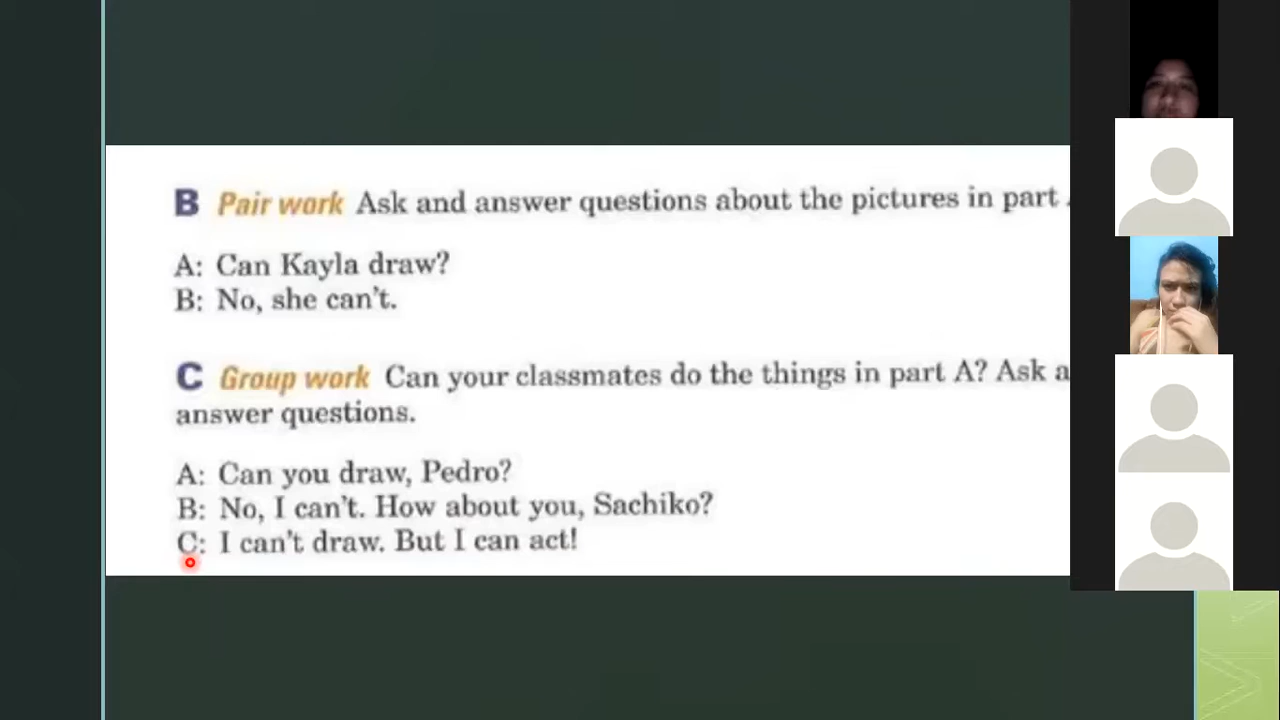 B Pair work Ask and answer questions about the pictures in part
A: Can Kayla draw?
B: No, she can't.
C Group work Can your classmates do the things in part A? Ask a
answer questions.
A: Can you draw, Pedro?
B: No, I can't. How about you, Sachiko?
C: I can't draw. But I can act!